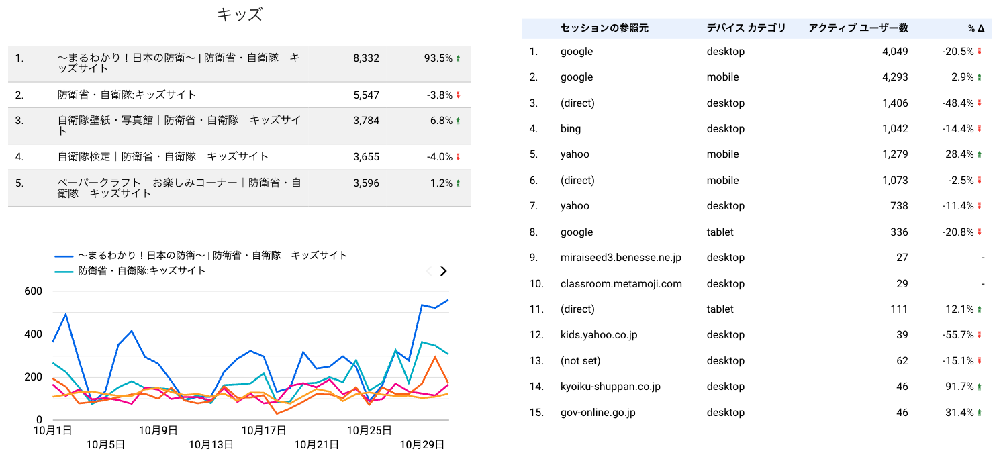 キッズ
1. ～まるわかり！日本の防衛～ | 防衛省・自衛隊　キ 8,332 93.5%
ッズサイト
2. 防衛省・自衛隊:キッズサイト 5,547 -3.8%
3. 自衛隊壁紙・写真館｜防衛省・自衛隊　キッズサイ 3,784 6.8%
ト
4. 自衛隊検定｜防衛省・自衛隊　キッズサイト 3,655 -4.0%
5. ペーパークラフト　お楽しみコーナー｜防衛省・自 3,596 1.2%
衛隊　キッズサイト
～まるわかり！日本の防衛～ | 防衛省・自衛隊　キッズサイト
防衛省・自衛隊:キッズサイト
600
400
200
0
10月1日 10月9日 10月17日 10月25日
10月5日 10月13日 10月21日 10月29日
セッションの参照元 デバイス カテゴリ アクティブ ユーザー数 % Δ
1. google desktop 4,049 -20.5%
2. google mobile 4,293 2.9%
3. (direct) desktop 1,406 -48.4%
4. bing desktop 1,042 -14.4%
5. yahoo mobile 1,279 28.4%
6. (direct) mobile 1,073 -2.5%
7. yahoo desktop 738 -11.4%
8. google tablet 336 -20.8%
9. miraiseed3.benesse.ne.jp desktop 27 -
10. classroom.metamoji.com desktop 29 -
11. (direct) tablet 111 12.1%
12. kids.yahoo.co.jp desktop 39 -55.7%
13. (not set) desktop 62 -15.1%
14. kyoiku-shuppan.co.jp desktop 46 91.7%
15. gov-online.go.jp desktop 46 31.4%